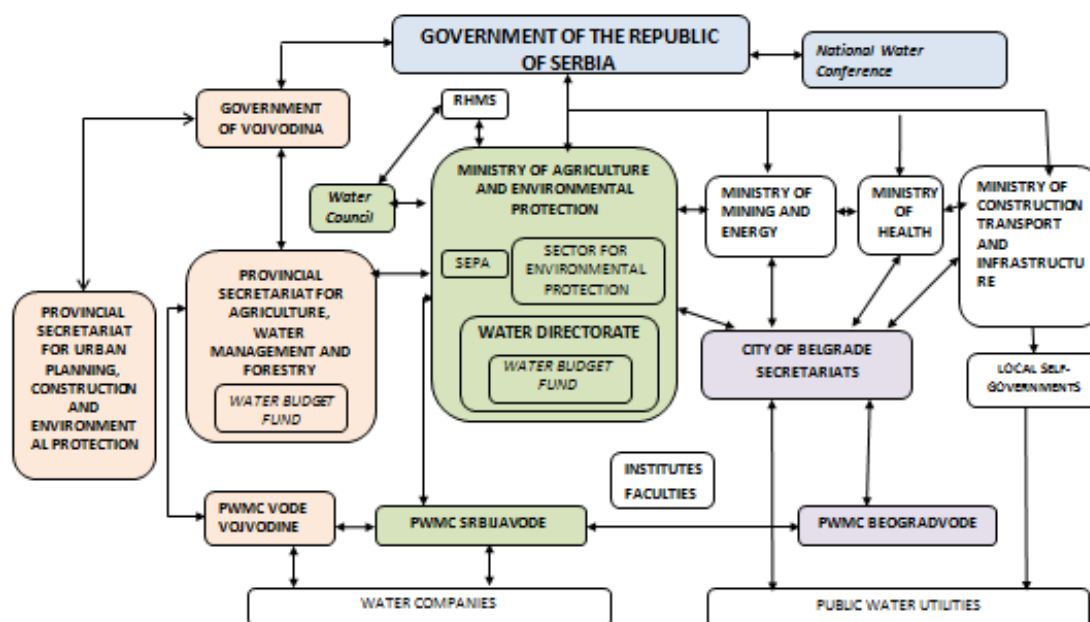 GOVERNMENT OF THE REPUBLIC
OF SERBIA
National Water
Conference
GOVERNMENT
OF VOJVODINA
RHMS
Water
Council
MINISTRY OF AGRICULTURE
AND ENVIRONMENTAL
PROTECTION
SEPA
SECTOR FOR
ENVIRONMENTAL
PROTECTION
WATER DIRECTORATE
WATER BUDGET
FUND
MINISTRY OF
MINING AND
ENERGY
MINISTRY
OF
HEALTH
MINISTRY OF
CONSTRUCTION
TRANSPORT
AND
INFRASTRUCTU
RE
PROVINCIAL
SECRETARIAT
FOR URBAN
PLANNING,
CONSTRUCTION
AND
ENVIRONMENT
AL PROTECTION
PROVINCIAL
SECRETARIAT FOR
AGRICULTURE,
WATER
MANAGEMENT AND
FORESTRY
WATER BUDGET
FUND
CITY OF BELGRADE
SECRETARIATS
LOCAL SELF-
GOVERNMENTS
INSTITUTES
FACULTIES
PWMC VODE
VOJVODINE
PWMC SRBIJAVODE
PWMC BEOGRADVODE
WATER COMPANIES
PUBLIC WATER UTILITIES